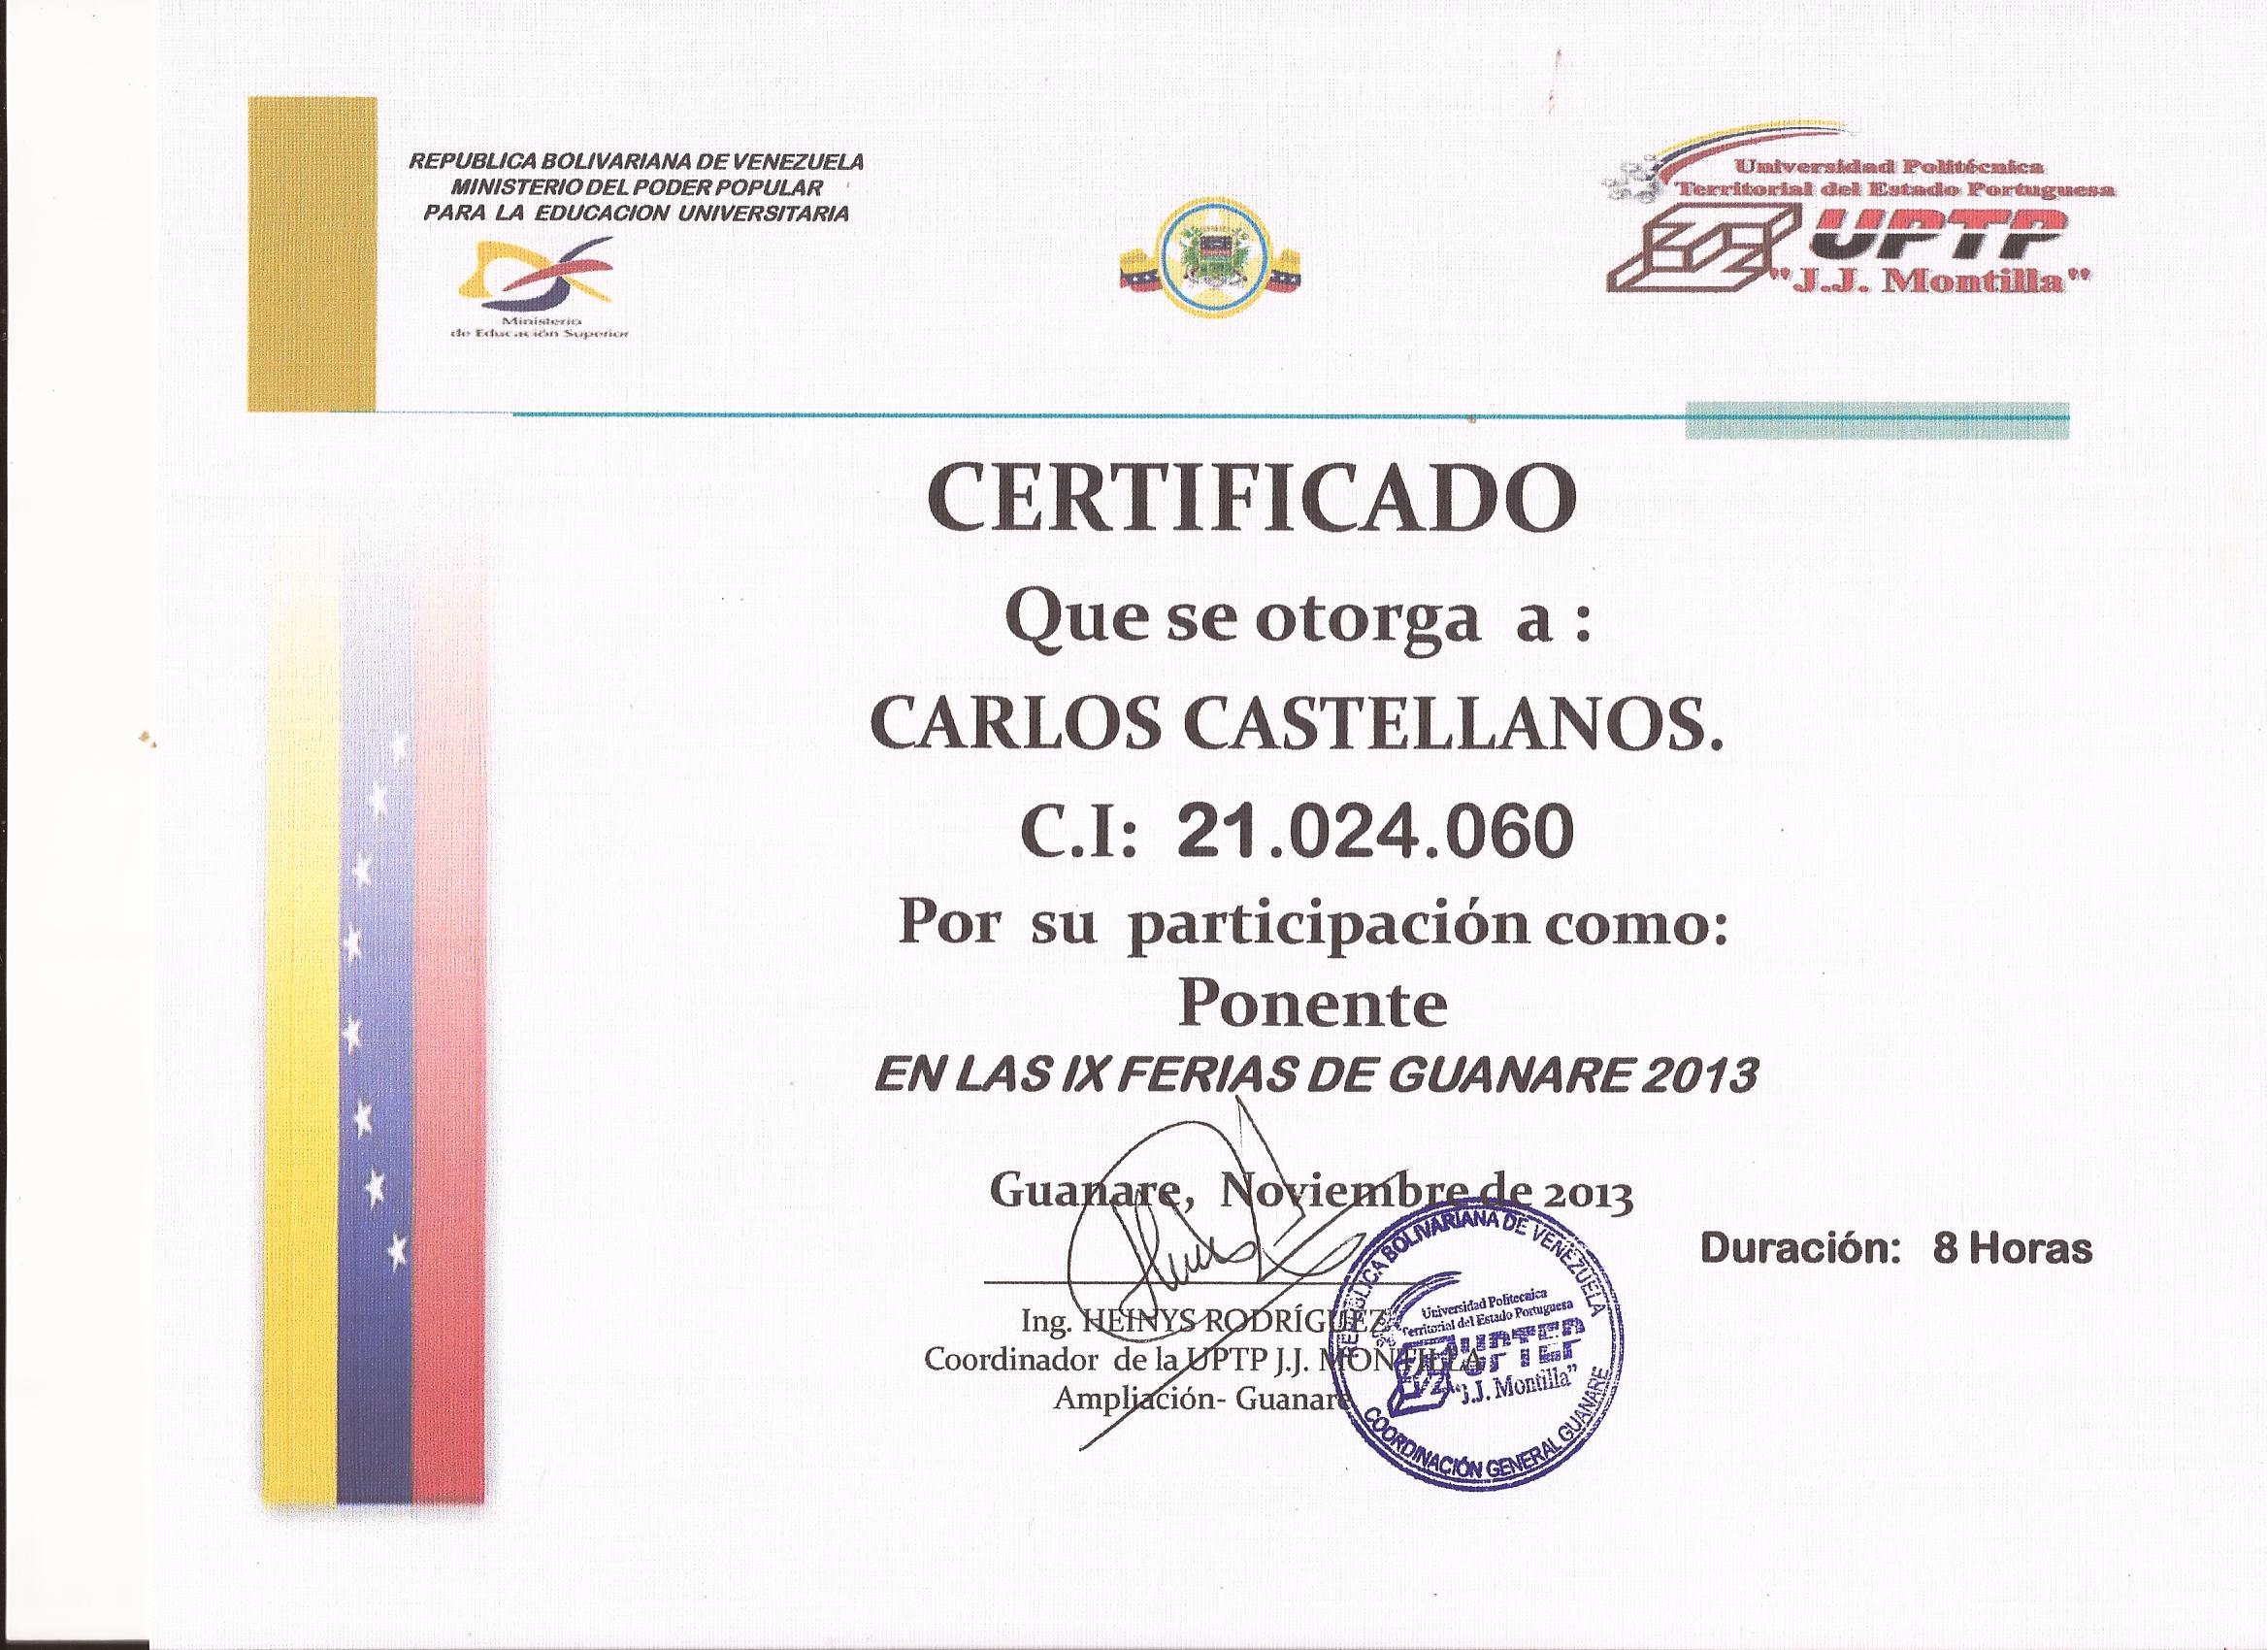 REPUBLICA BOLIVARIANA DE VENEZUELA
MINISTERIO DEL PODER POPULAR
PARA LA EDUCACION UNIVERSITARIA
Ministerio
de Educación Superior
Universidad Politécnica
Territorial del Estado Portuguesa
UPTP
"J.J. Montilla"
CERTIFICADO
Que se otorga a :
CARLOS CASTELLANOS.
C.I: 21.024.060
Por su participación como:
Ponente
EN LAS IX FERIAS DE GUANARE 2013
Guanare, Noviembre de 2013
Duración: 8 Horas
Ing. HEINYS RODRÍGUEZ
Coordinador de la UPTP J.J. MONTILLA
Ampliación- Guanare
REPÚBLICA BOLIVARIANA DE VENEZUELA
Universidad Politecnica
Territorial del Estado Portuguesa
UPTEP
"J.J. Montilla"
COORDINACIÓN GENERAL GUANARE